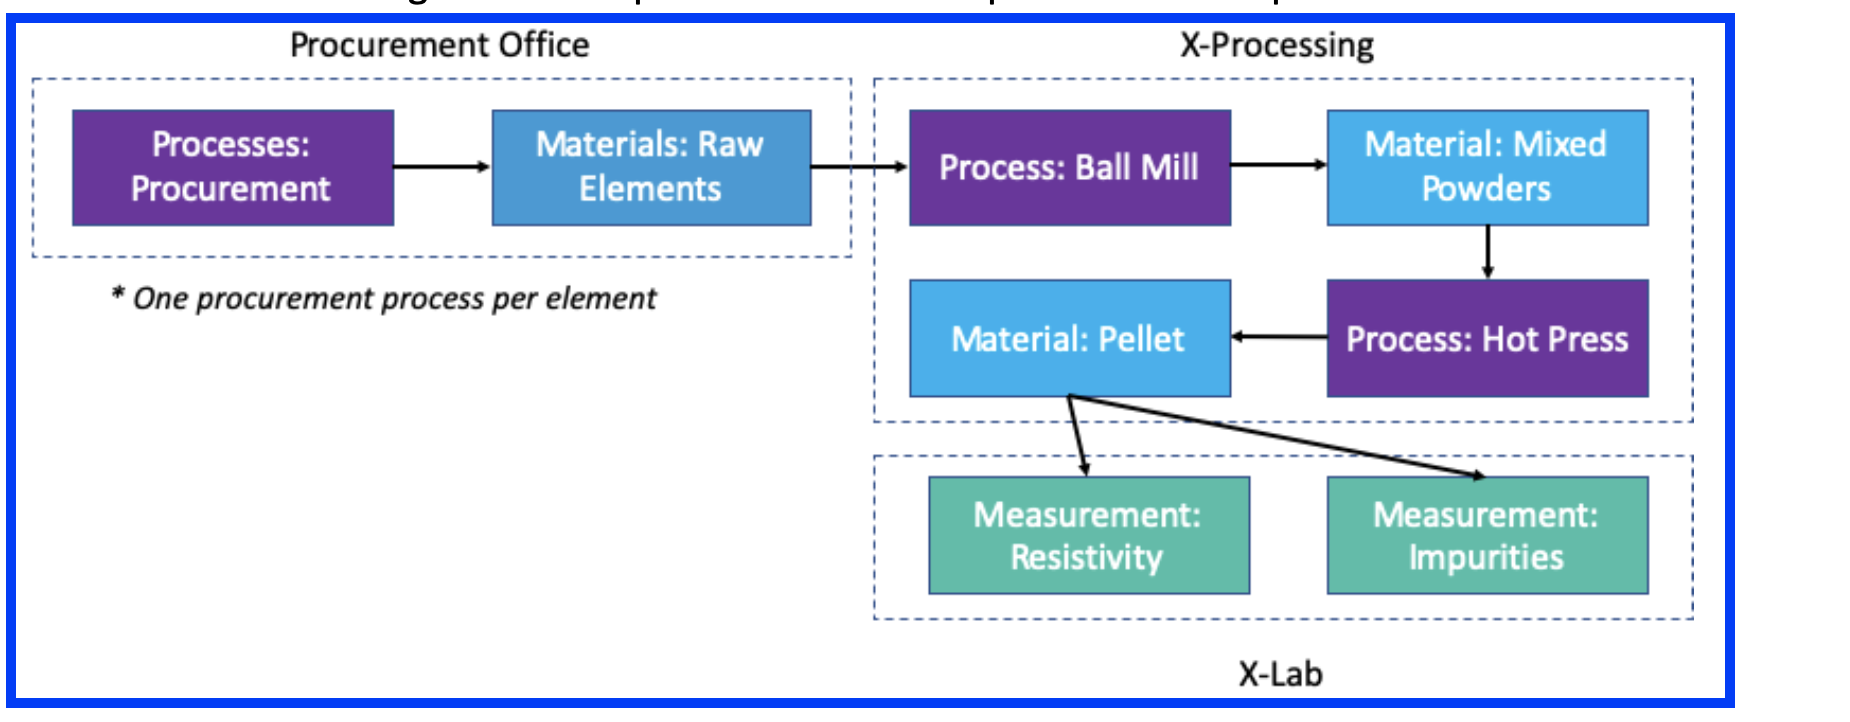 Procurement Office
X-Processing
Processes:
Procurement
Materials: Raw
Elements
Process: Ball Mill
Material: Mixed
Powders
* One procurement process per element
Material: Pellet
Process: Hot Press
Measurement:
Resistivity
Measurement:
Impurities
X-Lab